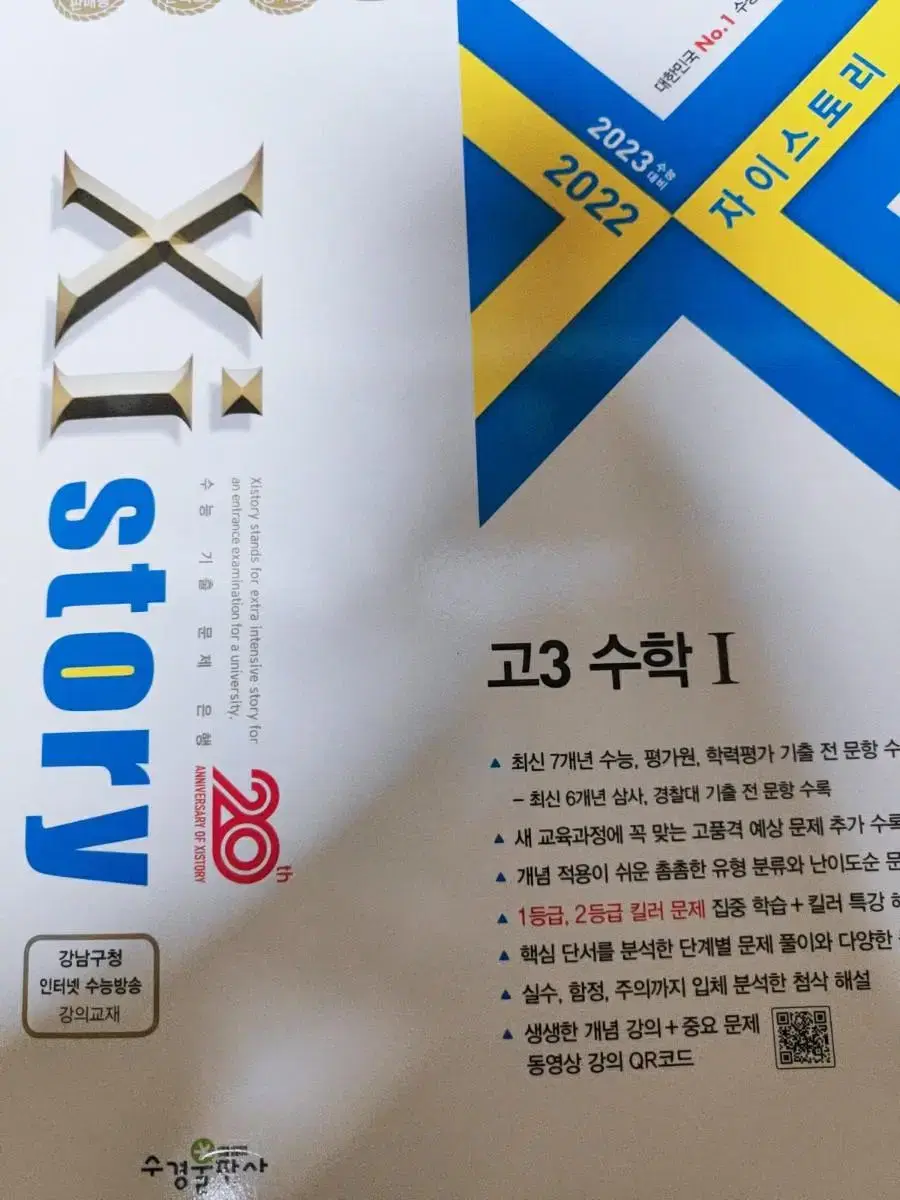 대한민국 No.1
자이스토리
2023 수능 대비
2022
Xi
story
Xistory stands for extra intensive story for
an entrance examination for a university.
수능 기출 문제 은행
20th
ANNIVERSARY OF XISTORY
고3 수학 I
▲ 최신 7개년 수능, 평가원, 학력평가 기출 전 문항 수
– 최신 6개년 삼사, 경찰대 기출 전 문항 수록
▲ 새 교육과정에 꼭 맞는 고품격 예상 문제 추가 수록
▲ 개념 적용이 쉬운 촘촘한 유형 분류와 난이도순 문
▲ 1등급, 2등급 킬러 문제 집중 학습 + 킬러 특강 해
▲ 핵심 단서를 분석한 단계별 문제 풀이와 다양한
▲ 실수, 함정, 주의까지 입체 분석한 첨삭 해설
▲ 생생한 개념 강의 + 중요 문제
동영상 강의 QR코드
강남구청
인터넷 수능방송
강의교재
수경출판사